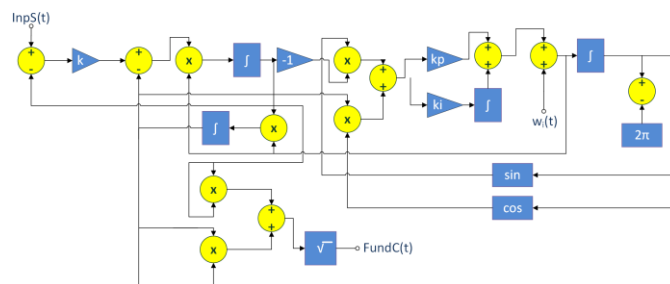 InpS(t)
+
-
k
+
-
x
∫
-1
x
+
+
kp
+
+
+
+
∫
x
ki
∫
wᵢ(t)
+
-
2π
∫
x
sin
cos
x
+
+
x
√
FundC(t)